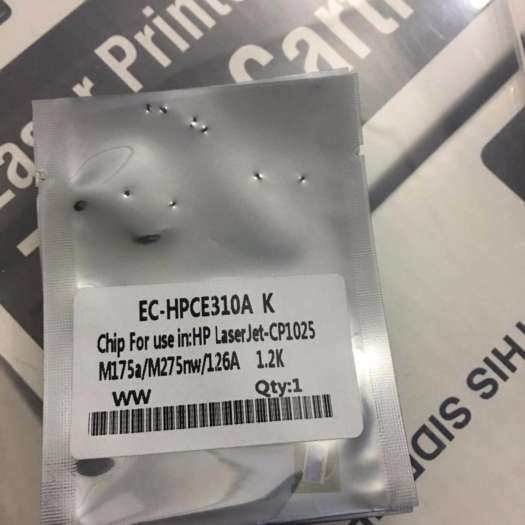 Laser Printer
Cart
EC-HPCE310A K
Chip For use in:HP LaserJet-CP1025
M175a/M275nw/126A 1.2K
WW Qty:1
THIS SIDE